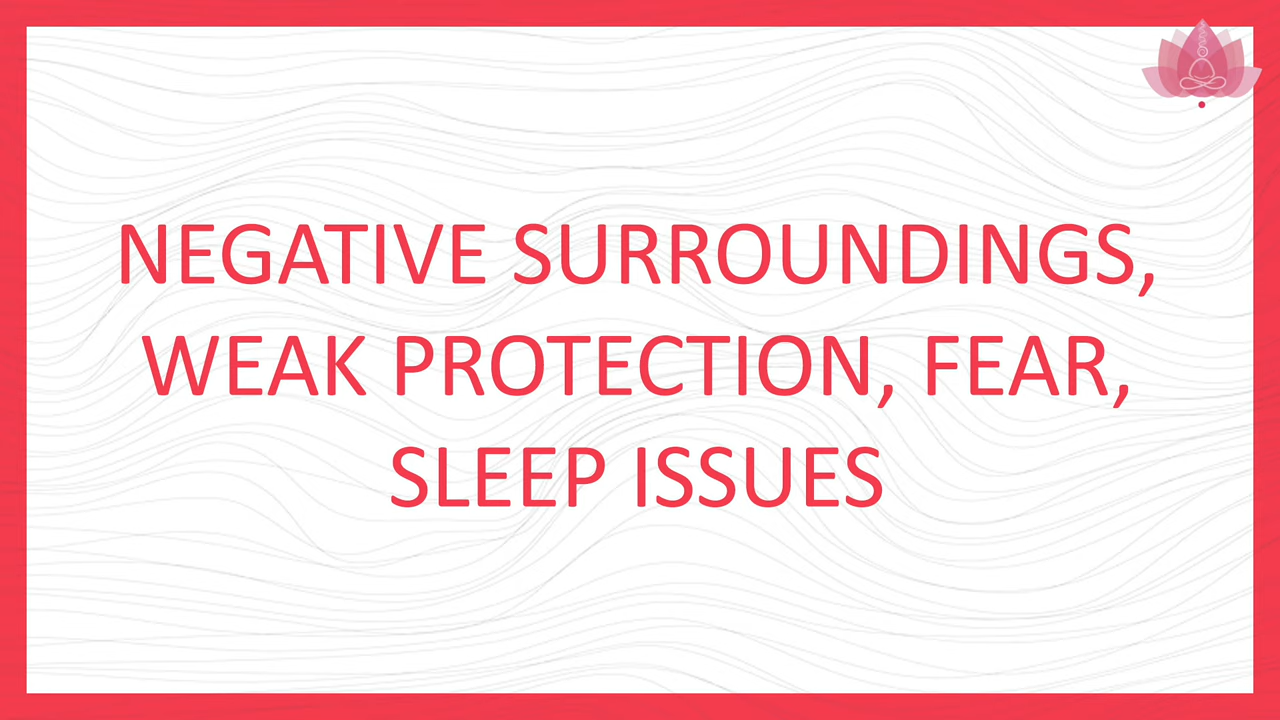 NEGATIVE SURROUNDINGS,
WEAK PROTECTION, FEAR,
SLEEP ISSUES